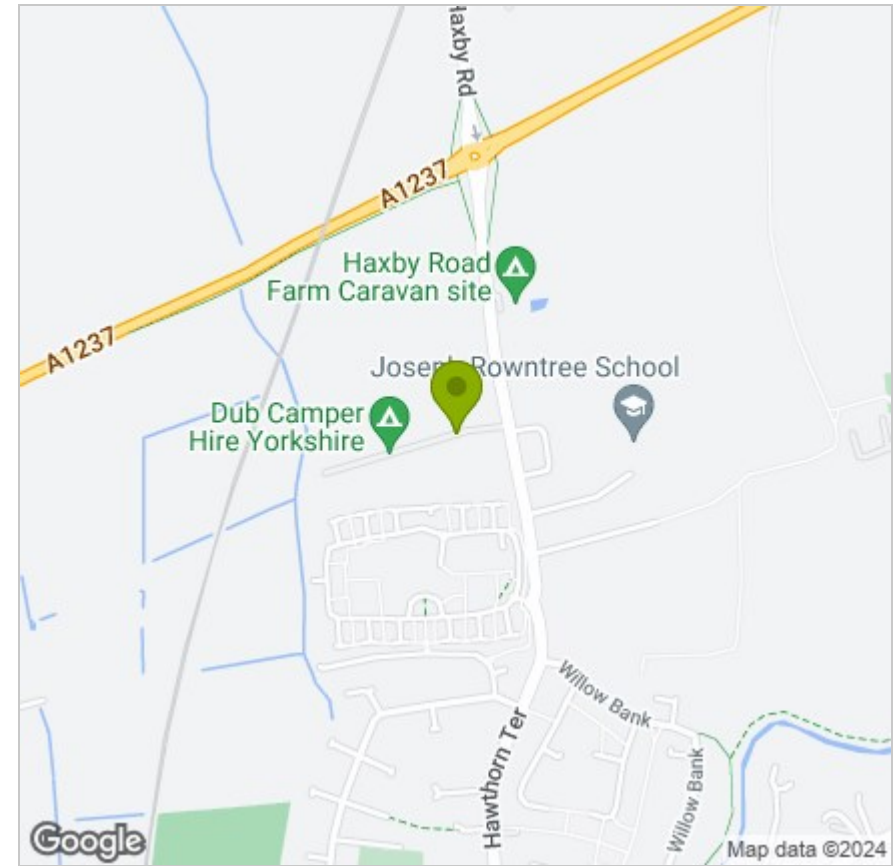 Haxby Rd
A1237
A1237
Haxby Road
Farm Caravan site
Joseph Rowntree School
Dub Camper
Hire Yorkshire
Willow Bank
Hawthorn Ter
Willow Bank
Google
Map data ©2024